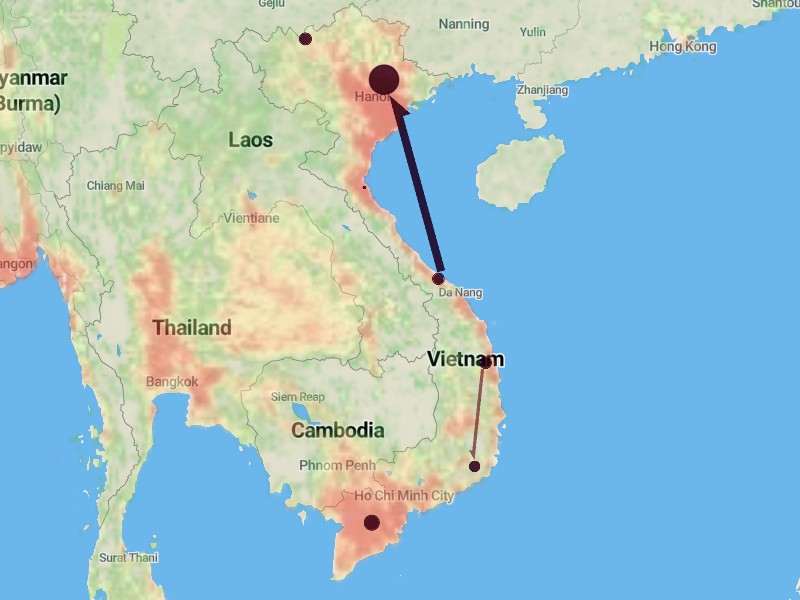 Gejiu
Shantou
Nanning
Yulin
Hong Kong
yanmar
Burma)
Hanoi
Zhanjiang
pyidaw
Laos
Chiang Mai
Vientiane
angon
Da Nang
Thailand
Vietnam
Bangkok
Siem Reap
Cambodia
Phnom Penh
Ho Chi Minh City
Surat Thani